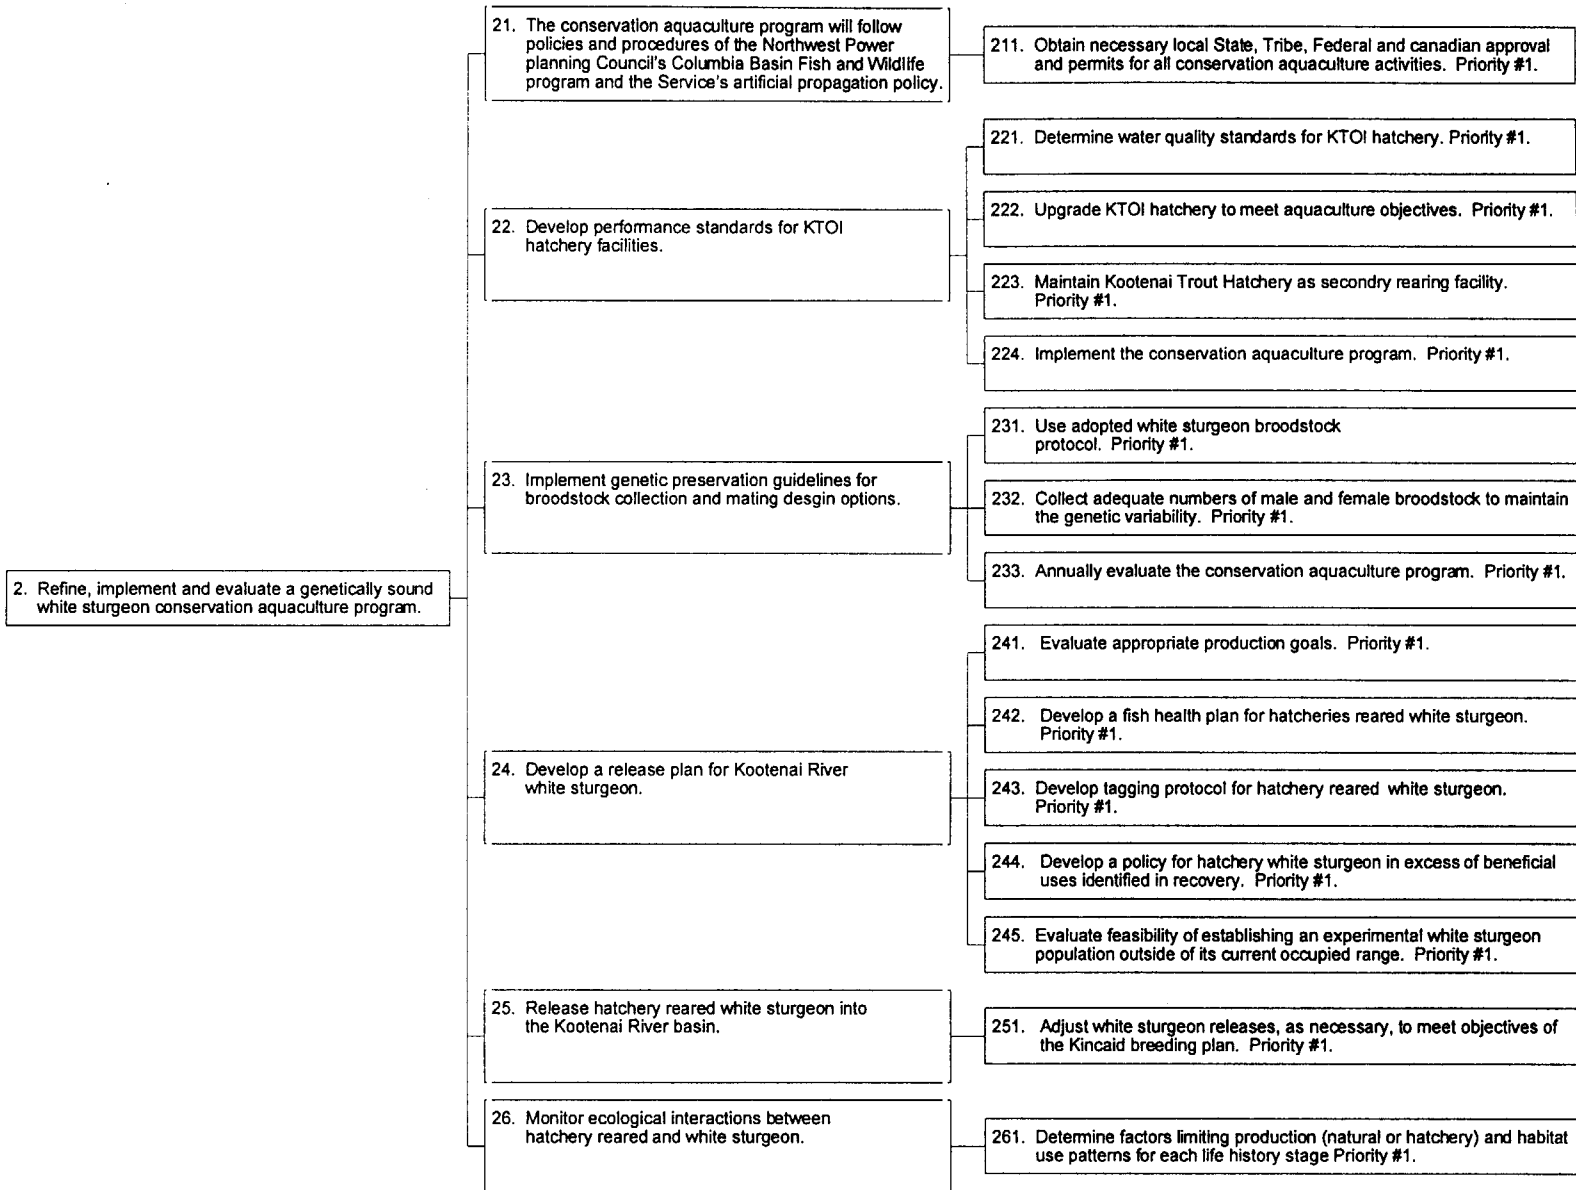 2. Refine, implement and evaluate a genetically sound
white sturgeon conservation aquaculture program.
21. The conservation aquaculture program will follow
policies and procedures of the Northwest Power
planning Council's Columbia Basin Fish and Wildlife
program and the Service's artificial propagation policy.
211. Obtain necessary local State, Tribe, Federal and canadian approval
and permits for all conservation aquaculture activities. Priority #1.
22. Develop performance standards for KTOI
hatchery facilities.
221. Determine water quality standards for KTOI hatchery. Priority #1.
222. Upgrade KTOI hatchery to meet aquaculture objectives. Priority #1.
223. Maintain Kootenai Trout Hatchery as secondry rearing facility.
Priority #1.
224. Implement the conservation aquaculture program. Priority #1.
23. Implement genetic preservation guidelines for
broodstock collection and mating desgin options.
231. Use adopted white sturgeon broodstock
protocol. Priority #1.
232. Collect adequate numbers of male and female broodstock to maintain
the genetic variability. Priority #1.
233. Annually evaluate the conservation aquaculture program. Priority #1.
24. Develop a release plan for Kootenai River
white sturgeon.
241. Evaluate appropriate production goals. Priority #1.
242. Develop a fish health plan for hatcheries reared white sturgeon.
Priority #1.
243. Develop tagging protocol for hatchery reared white sturgeon.
Priority #1.
244. Develop a policy for hatchery white sturgeon in excess of beneficial
uses identified in recovery. Priority #1.
245. Evaluate feasibility of establishing an experimental white sturgeon
population outside of its current occupied range. Priority #1.
25. Release hatchery reared white sturgeon into
the Kootenai River basin.
251. Adjust white sturgeon releases, as necessary, to meet objectives of
the Kincaid breeding plan. Priority #1.
26. Monitor ecological interactions between
hatchery reared and white sturgeon.
261. Determine factors limiting production (natural or hatchery) and habitat
use patterns for each life history stage Priority #1.